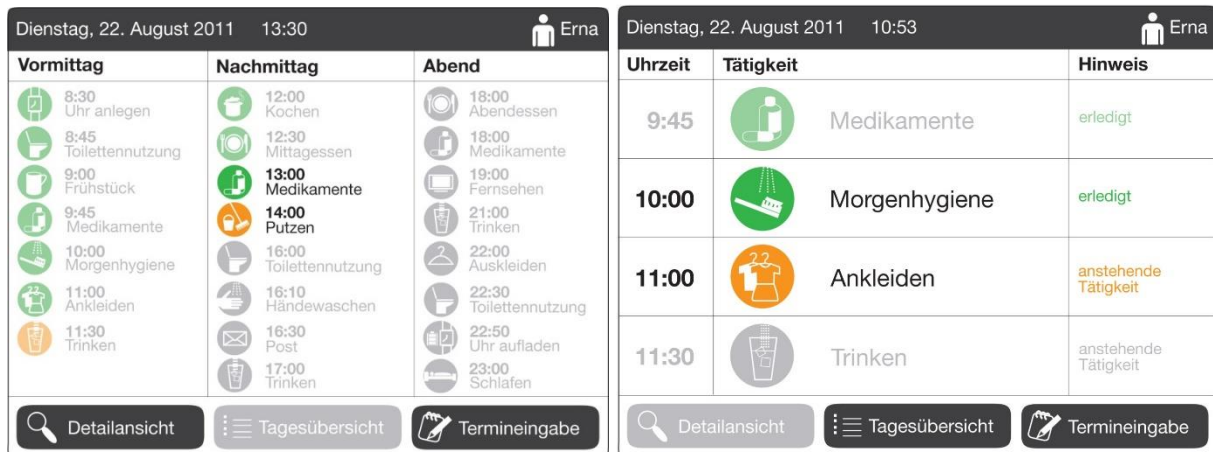 Dienstag, 22. August 2011 13:30 Erna
Vormittag Nachmittag Abend
8:30
Uhr anlegen
8:45
Toilettennutzung
9:00
Frühstück
9:45
Medikamente
10:00
Morgenhygiene
11:00
Ankleiden
11:30
Trinken
12:00
Kochen
12:30
Mittagessen
13:00
Medikamente
14:00
Putzen
16:00
Toilettennutzung
16:10
Händewaschen
16:30
Post
17:00
Trinken
18:00
Abendessen
18:00
Medikamente
19:00
Fernsehen
21:00
Trinken
22:00
Auskleiden
22:30
Toilettennutzung
22:50
Uhr aufladen
23:00
Schlafen
Detailansicht Tagesübersicht Termineingabe
Dienstag, 22. August 2011 10:53 Erna
Uhrzeit Tätigkeit Hinweis
9:45 Medikamente erledigt
10:00 Morgenhygiene erledigt
11:00 Ankleiden anstehende
Tätigkeit
11:30 Trinken anstehende
Tätigkeit
Detailansicht Tagesübersicht Termineingabe